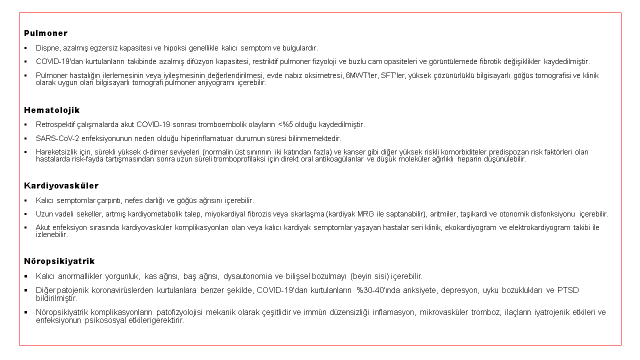 Pulmoner
▪ Dispne, azalmış egzersiz kapasitesi ve hipoksi genellikle kalıcı semptom ve bulgulardır.
▪ COVID-19'dan kurtulanların takibinde azalmış difüzyon kapasitesi, restriktif pulmoner fizyoloji ve buzlu cam opasiteleri ve görüntülemede fibrotik değişiklikler kaydedilmiştir.
▪ Pulmoner hastalığın ilerlemesinin veya iyileşmesinin değerlendirilmesi, evde nabız oksimetresi, 6MWT'ler, SFT'ler, yüksek çözünürlüklü bilgisayarlı göğüs tomografisi ve klinik
olarak uygun olan bilgisayarlı tomografi pulmoner anjiyogramı içerebilir.
Hematolojik
▪ Retrospektif çalışmalarda akut COVID-19 sonrası tromboembolik olayların <%5 olduğu kaydedilmiştir.
▪ SARS-CoV-2 enfeksiyonunun neden olduğu hiperinflamatuar durumun süresi bilinmemektedir.
▪ Hareketsizlik için, sürekli yüksek d-dimer seviyeleri (normalin üst sınırının iki katından fazla) ve kanser gibi diğer yüksek riskli komorbiditeler predispozan risk faktörleri olan
hastalarda risk-fayda tartışmasından sonra uzun süreli tromboprofilaksi için direkt oral antikoagülanlar ve düşük moleküler ağırlıklı heparin düşünülebilir.
Kardiyovasküler
▪ Kalıcı semptomlar çarpıntı, nefes darlığı ve göğüs ağrısını içerebilir.
▪ Uzun vadeli sekeller, artmış kardiyometabolik talep, miyokardiyal fibrozis veya skarlaşma (kardiyak MRG ile saptanabilir), aritmiler, taşikardi ve otonomik disfonksiyonu içerebilir.
▪ Akut enfeksiyon sırasında kardiyovasküler komplikasyonları olan veya kalıcı kardiyak semptomlar yaşayan hastalar seri klinik, ekokardiyogram ve elektrokardiyogram takibi ile
izlenebilir.
Nöropsikiyatrik
▪ Kalıcı anormallikler yorgunluk, kas ağrısı, baş ağrısı, dysautonomia ve bilişsel bozulmayı (beyin sisi) içerebilir.
▪ Diğer patojenik koronavirüslerden kurtulanlara benzer şekilde, COVID-19'dan kurtulanların %30-40'ında anksiyete, depresyon, uyku bozuklukları ve PTSD
bildirilmiştir.
▪ Nöropsikiyatrik komplikasyonların patofizyolojisi mekanik olarak çeşitlidir ve immün düzensizliği inflamasyon, mikrovasküler tromboz, ilaçların iyatrojenik etkileri ve
enfeksiyonun psikososyal etkilerigerektirir.